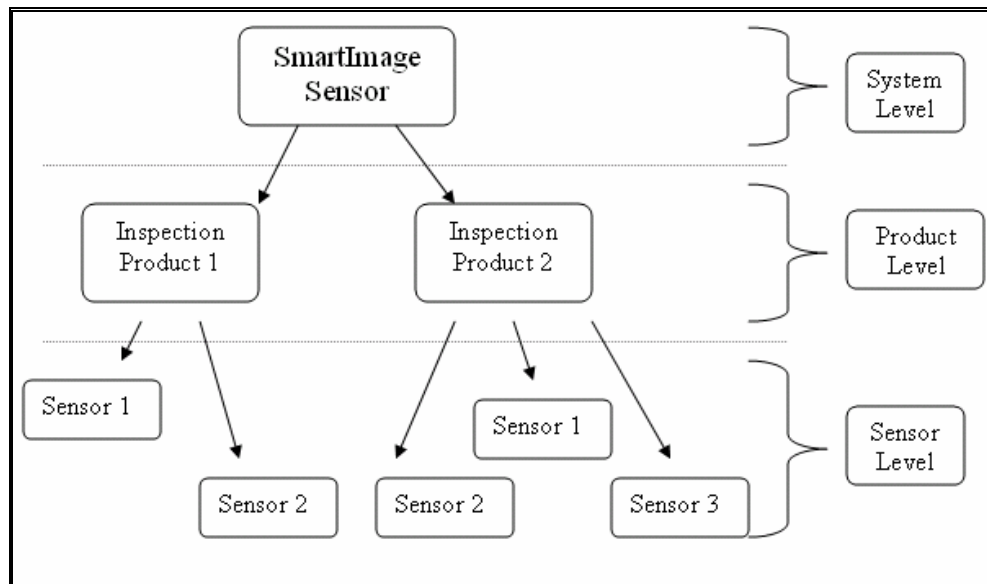 SmartImage
Sensor
System
Level
Inspection
Product 1
Inspection
Product 2
Product
Level
Sensor 1
Sensor 1
Sensor
Level
Sensor 2
Sensor 2
Sensor 3